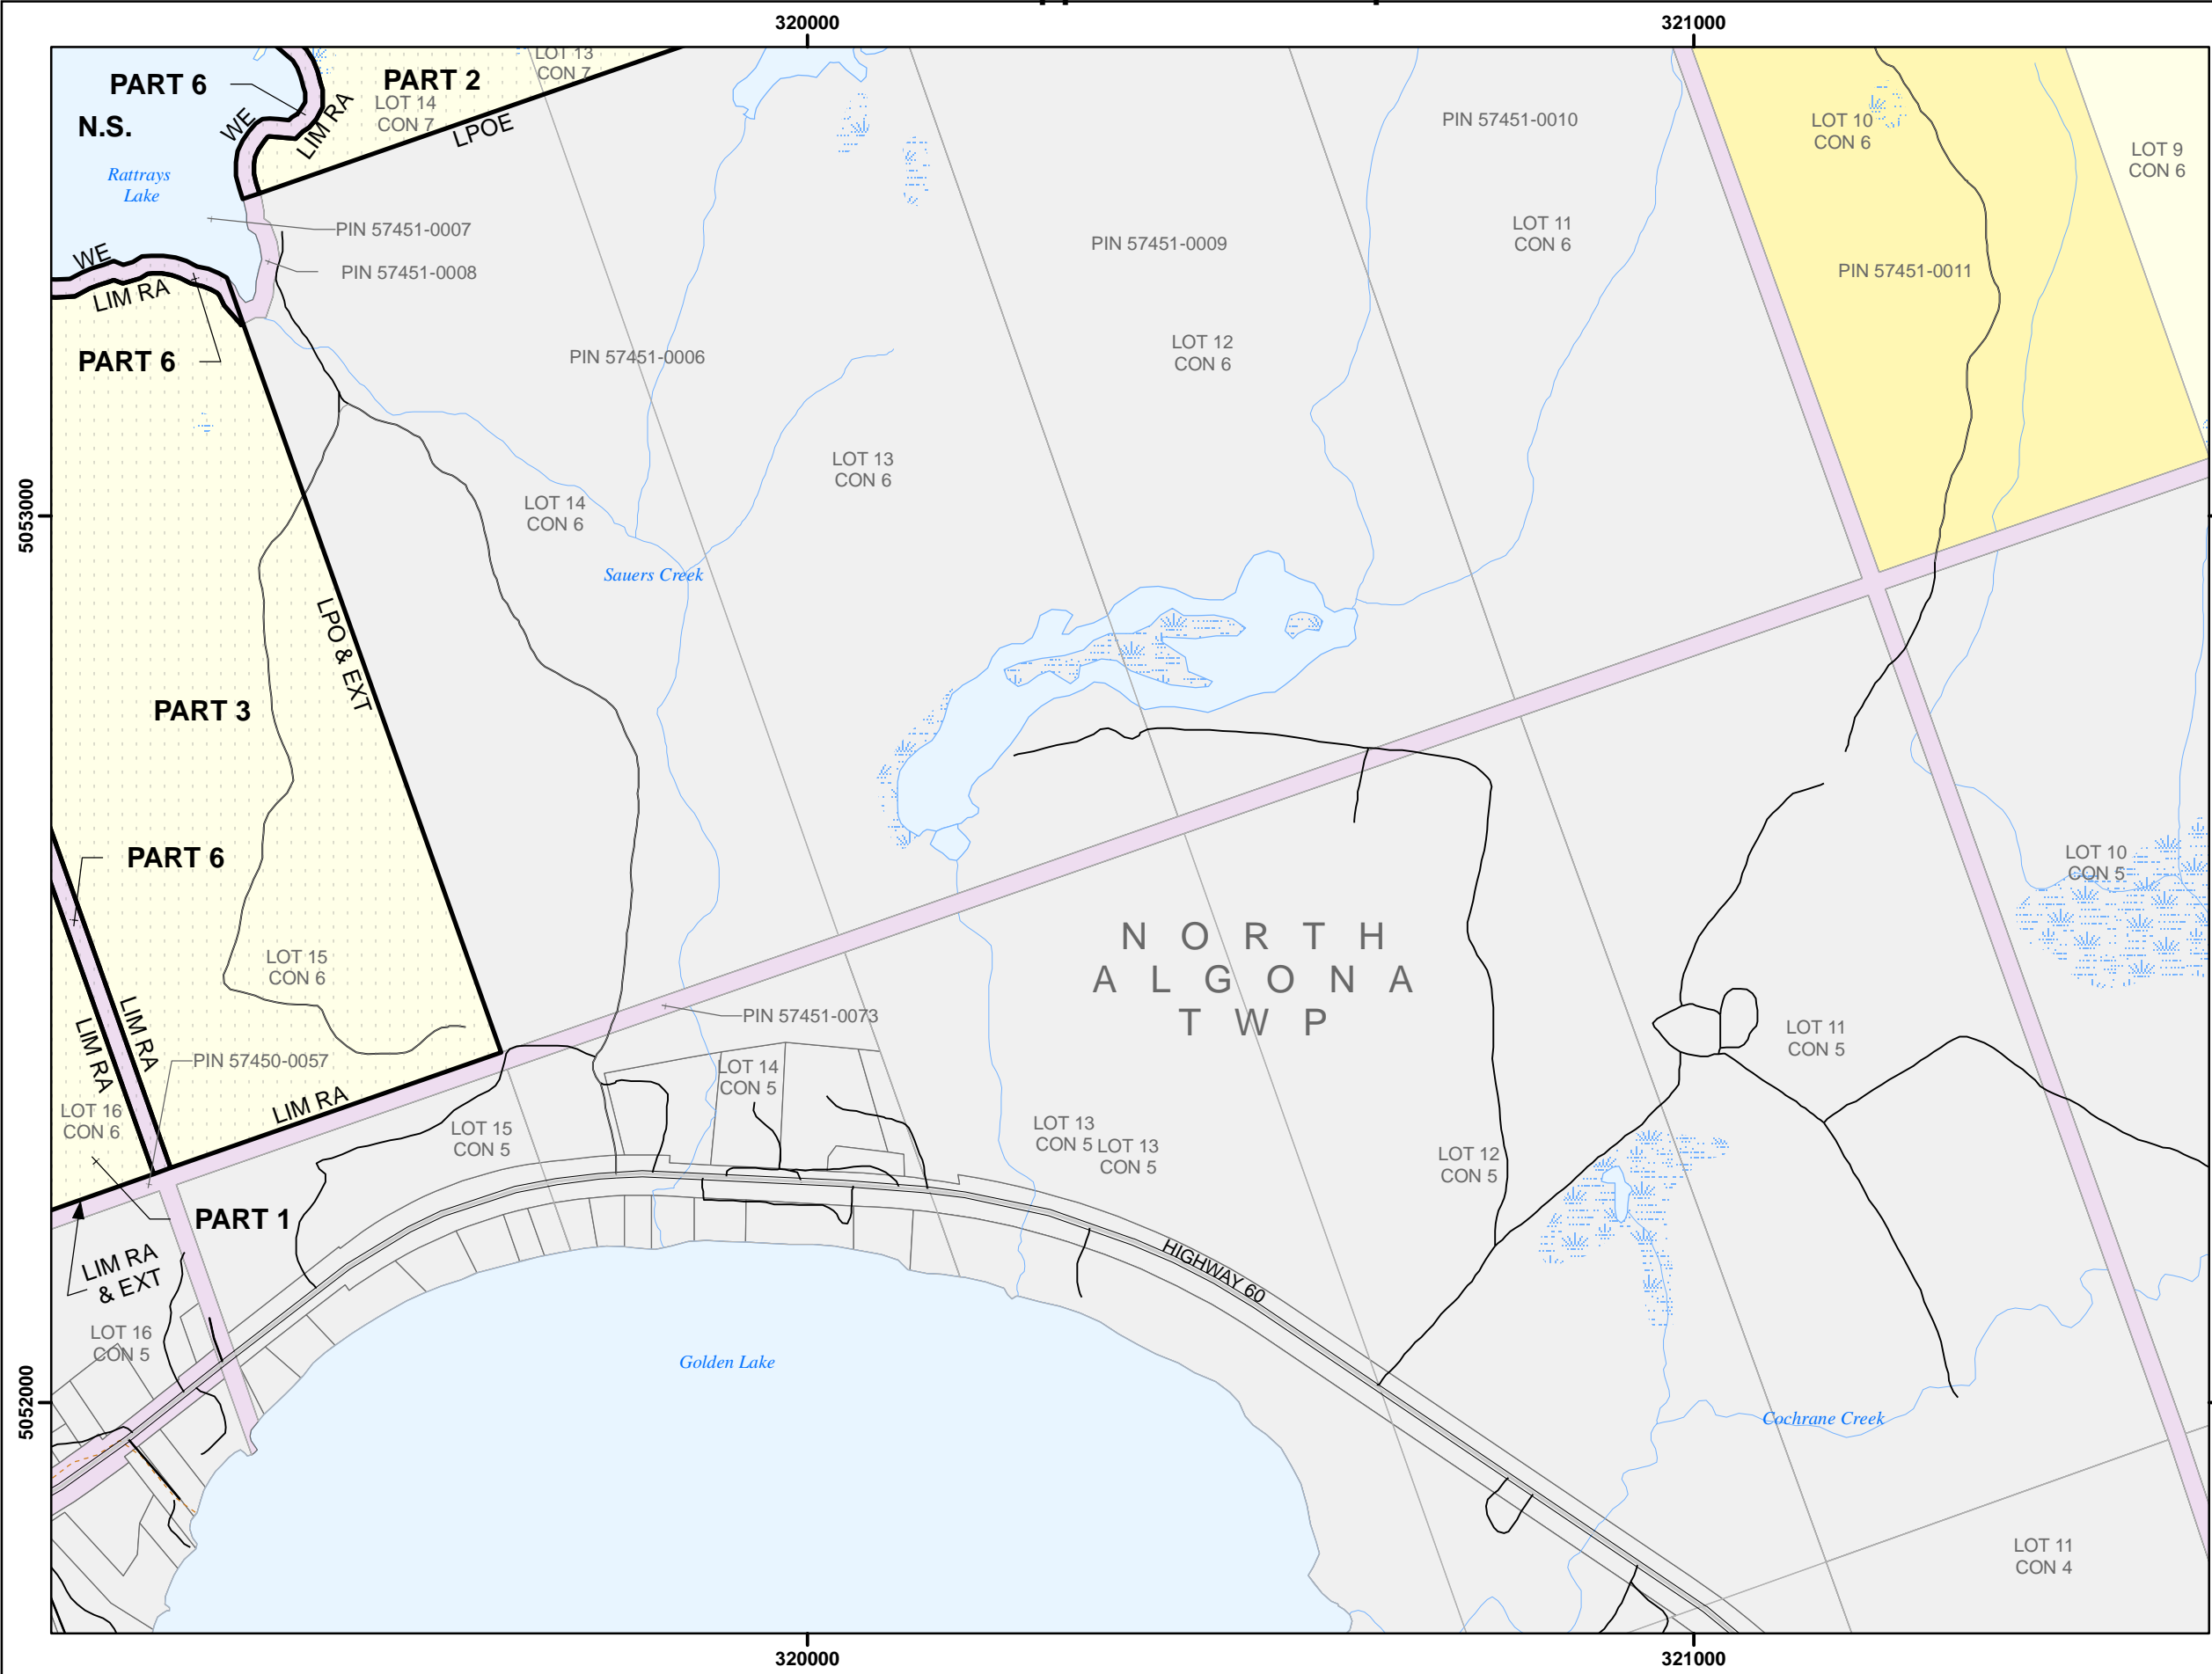 320000
321000
LOT 13
CON 7
PART 6
PART 2
LOT 14
CON 7
N.S.
WE
LIM RA
LPOE
PIN 57451-0010
LOT 10
CON 6
LOT 9
CON 6
Rattrays
Lake
PIN 57451-0007
PIN 57451-0008
PIN 57451-0009
LOT 11
CON 6
PIN 57451-0011
WE
LIM RA
PART 6
PIN 57451-0006
LOT 12
CON 6
LOT 13
CON 6
LOT 14
CON 6
5053000
Sauers Creek
LPO & EXT
PART 3
PART 6
LOT 10
CON 5
NORTH
ALGONA
TWP
LOT 15
CON 6
LIM RA
LIM RA
PIN 57451-0073
LOT 11
CON 5
PIN 57450-0057
LOT 14
CON 5
LIM RA
LOT 16
CON 6
LOT 15
CON 5
LOT 13
CON 5
LOT 13
CON 5
LOT 12
CON 5
PART 1
LIM RA
& EXT
HIGHWAY 60
LOT 16
CON 5
Golden Lake
5052000
Cochrane Creek
LOT 11
CON 4
320000
321000